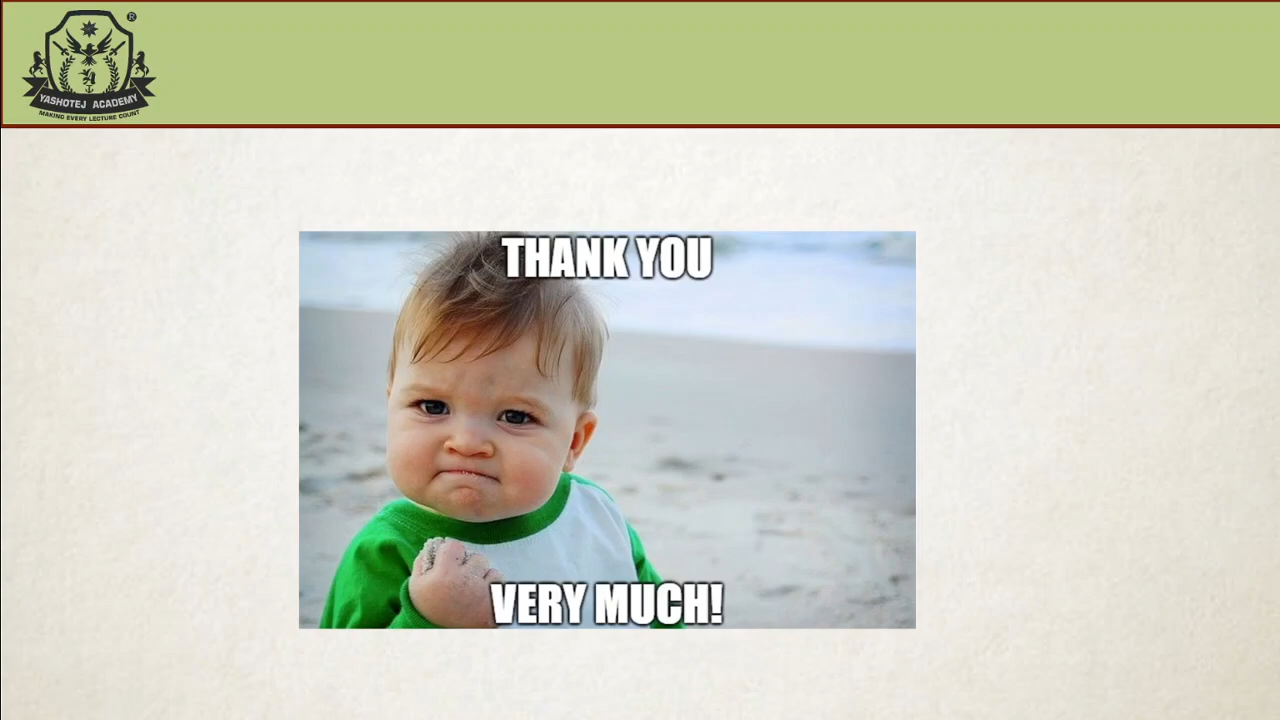 ®
YASHOTEJ ACADEMY
MAKING EVERY LECTURE COUNT
THANK YOU
VERY MUCH!